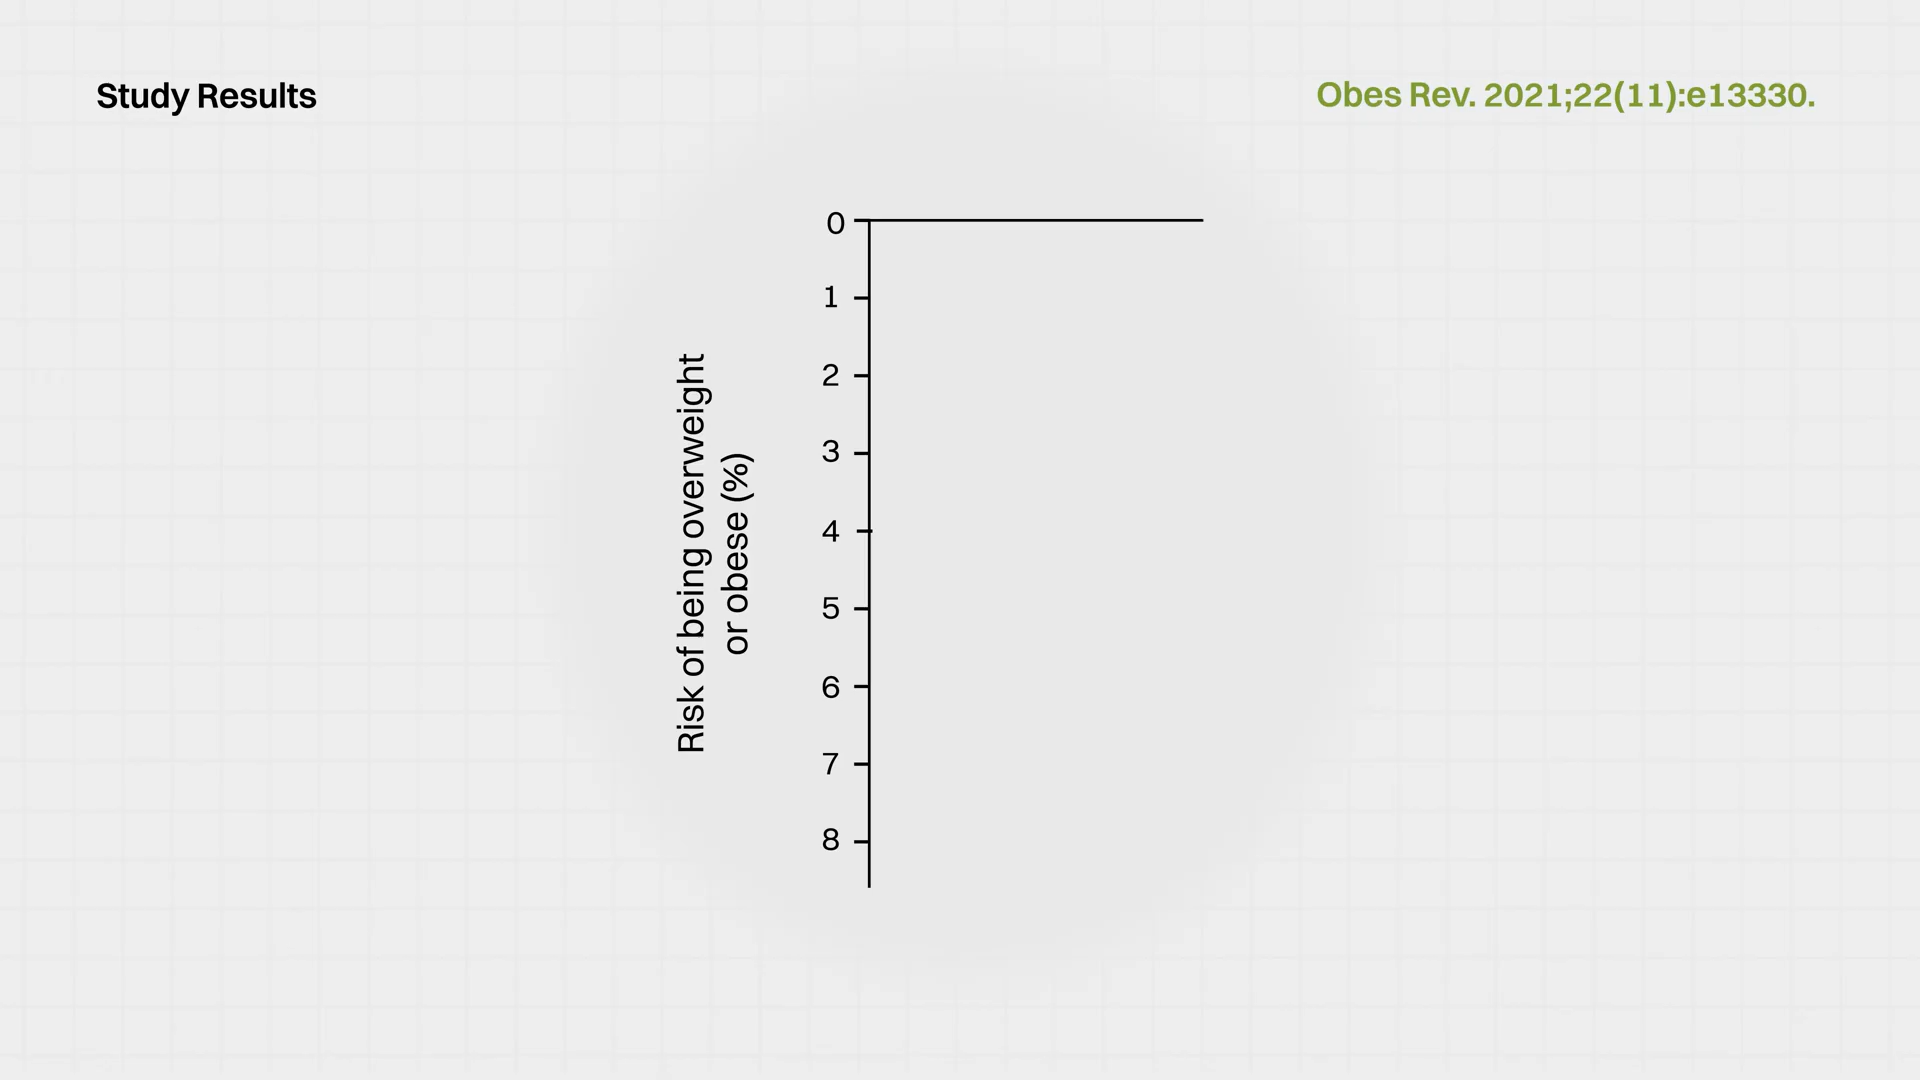 Study Results
Obes Rev. 2021;22(11):e13330.
Risk of being overweight
or obese (%)
0
1
2
3
4
5
6
7
8